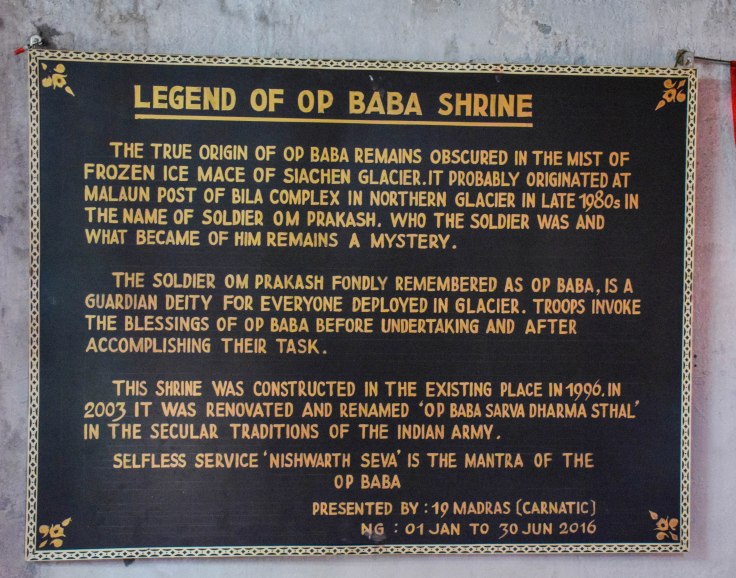 LEGEND OF OP BABA SHRINE
THE TRUE ORIGIN OF OP BABA REMAINS OBSCURED IN THE MIST OF
FROZEN ICE MACE OF SIACHEN GLACIER. IT PROBABLY ORIGINATED AT
MALAUN POST OF BILA COMPLEX IN NORTHERN GLACIER IN LATE 1980s IN
THE NAME OF SOLDIER OM PRAKASH. WHO THE SOLDIER WAS AND
WHAT BECAME OF HIM REMAINS A MYSTERY.
THE SOLDIER OM PRAKASH FONDLY REMEMBERED AS OP BABA, IS A
GUARDIAN DEITY FOR EVERYONE DEPLOYED IN GLACIER. TROOPS INVOKE
THE BLESSINGS OF OP BABA BEFORE UNDERTAKING AND AFTER
ACCOMPLISHING THEIR TASK.
THIS SHRINE WAS CONSTRUCTED IN THE EXISTING PLACE IN 1996. IN
2003 IT WAS RENOVATED AND RENAMED 'OP BABA SARVA DHARMA STHAL'
IN THE SECULAR TRADITIONS OF THE INDIAN ARMY.
SELFLESS SERVICE 'NISHWARTH SEVA' IS THE MANTRA OF THE
OP BABA
PRESENTED BY : 19 MADRAS (CARNATIC)
NG : 01 JAN TO 30 JUN 2016